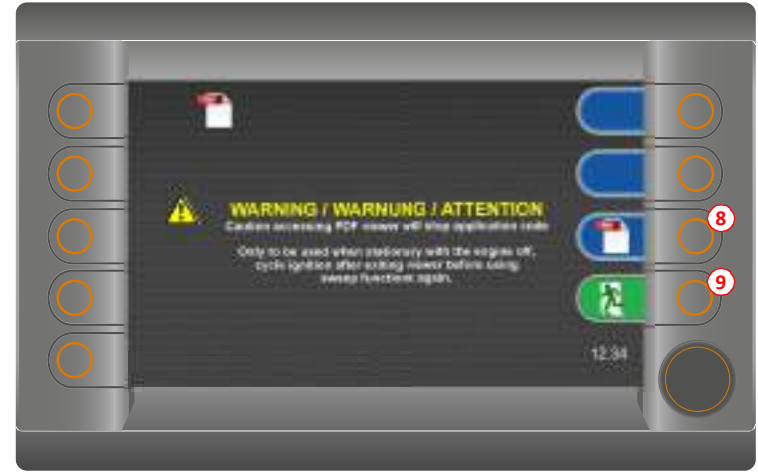 WARNING / WARNUNG / ATTENTION
Caution accessing PDF viewer will stop application code
Only to be used when stationary with the engine off,
cycle ignition after exiting viewer before using
sweep functions again.
8
9
12.34